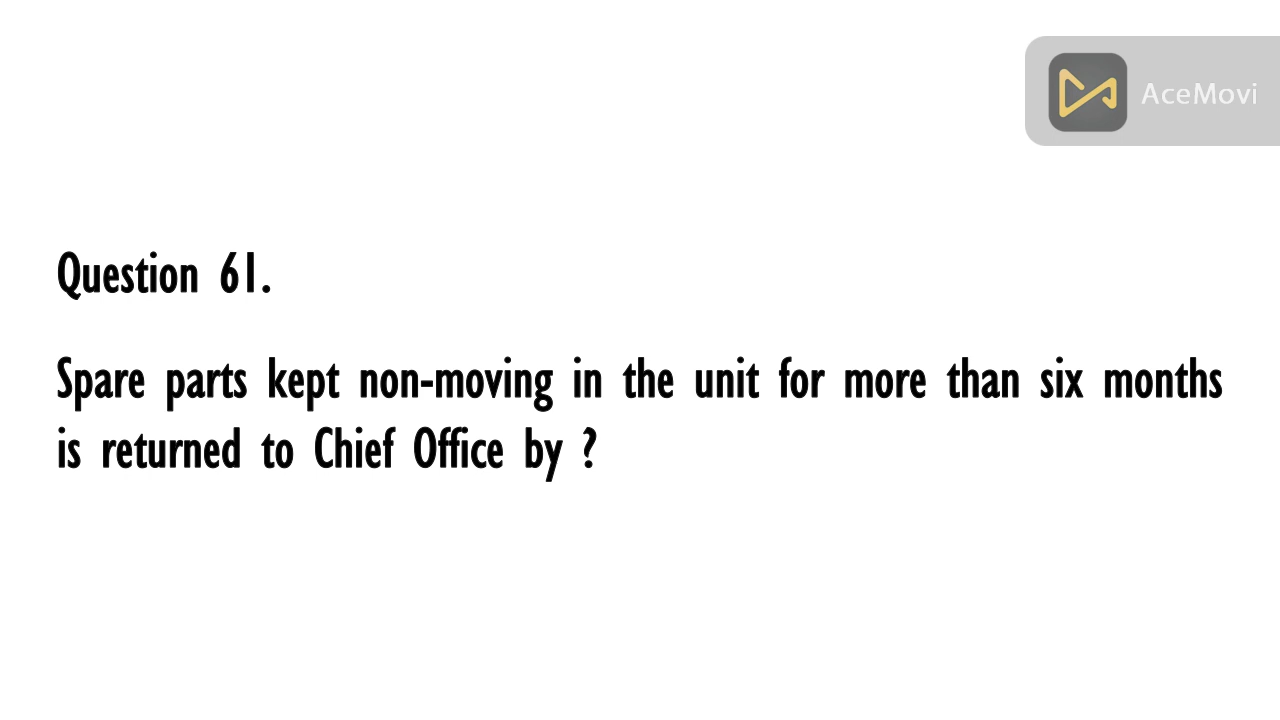 AceMovi
Question 61.
Spare parts kept non-moving in the unit for more than six months
is returned to Chief Office by ?